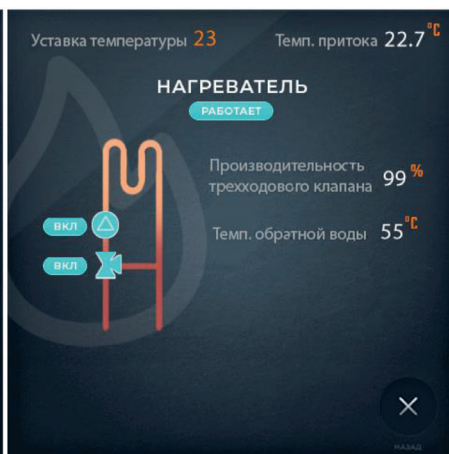 Уставка температуры 23 Темп. притока 22.7 °C
НАГРЕВАТЕЛЬ
РАБОТАЕТ
Производительность
трехходового клапана 99 %
ВКЛ
Темп. обратной воды 55 °C
ВКЛ
НАЗАД